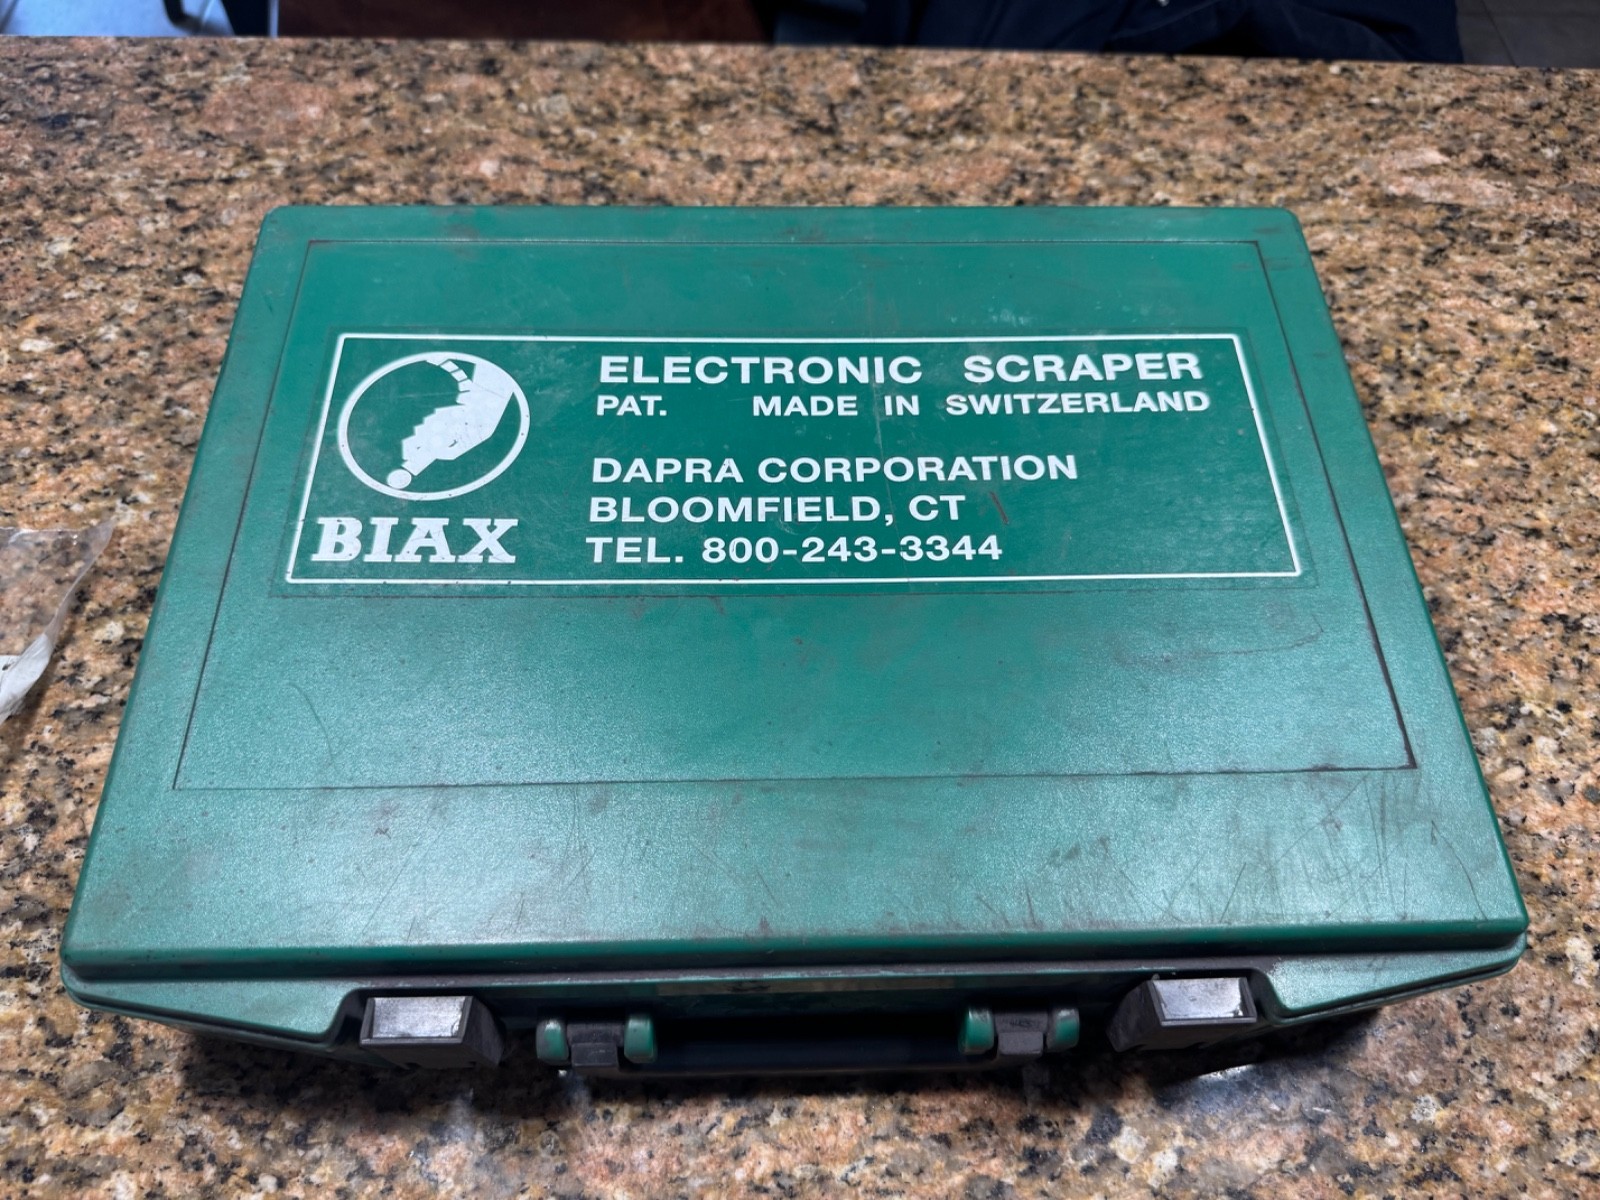 ELECTRONIC SCRAPER
PAT. MADE IN SWITZERLAND
DAPRA CORPORATION
BLOOMFIELD, CT
TEL. 800-243-3344
BIAX